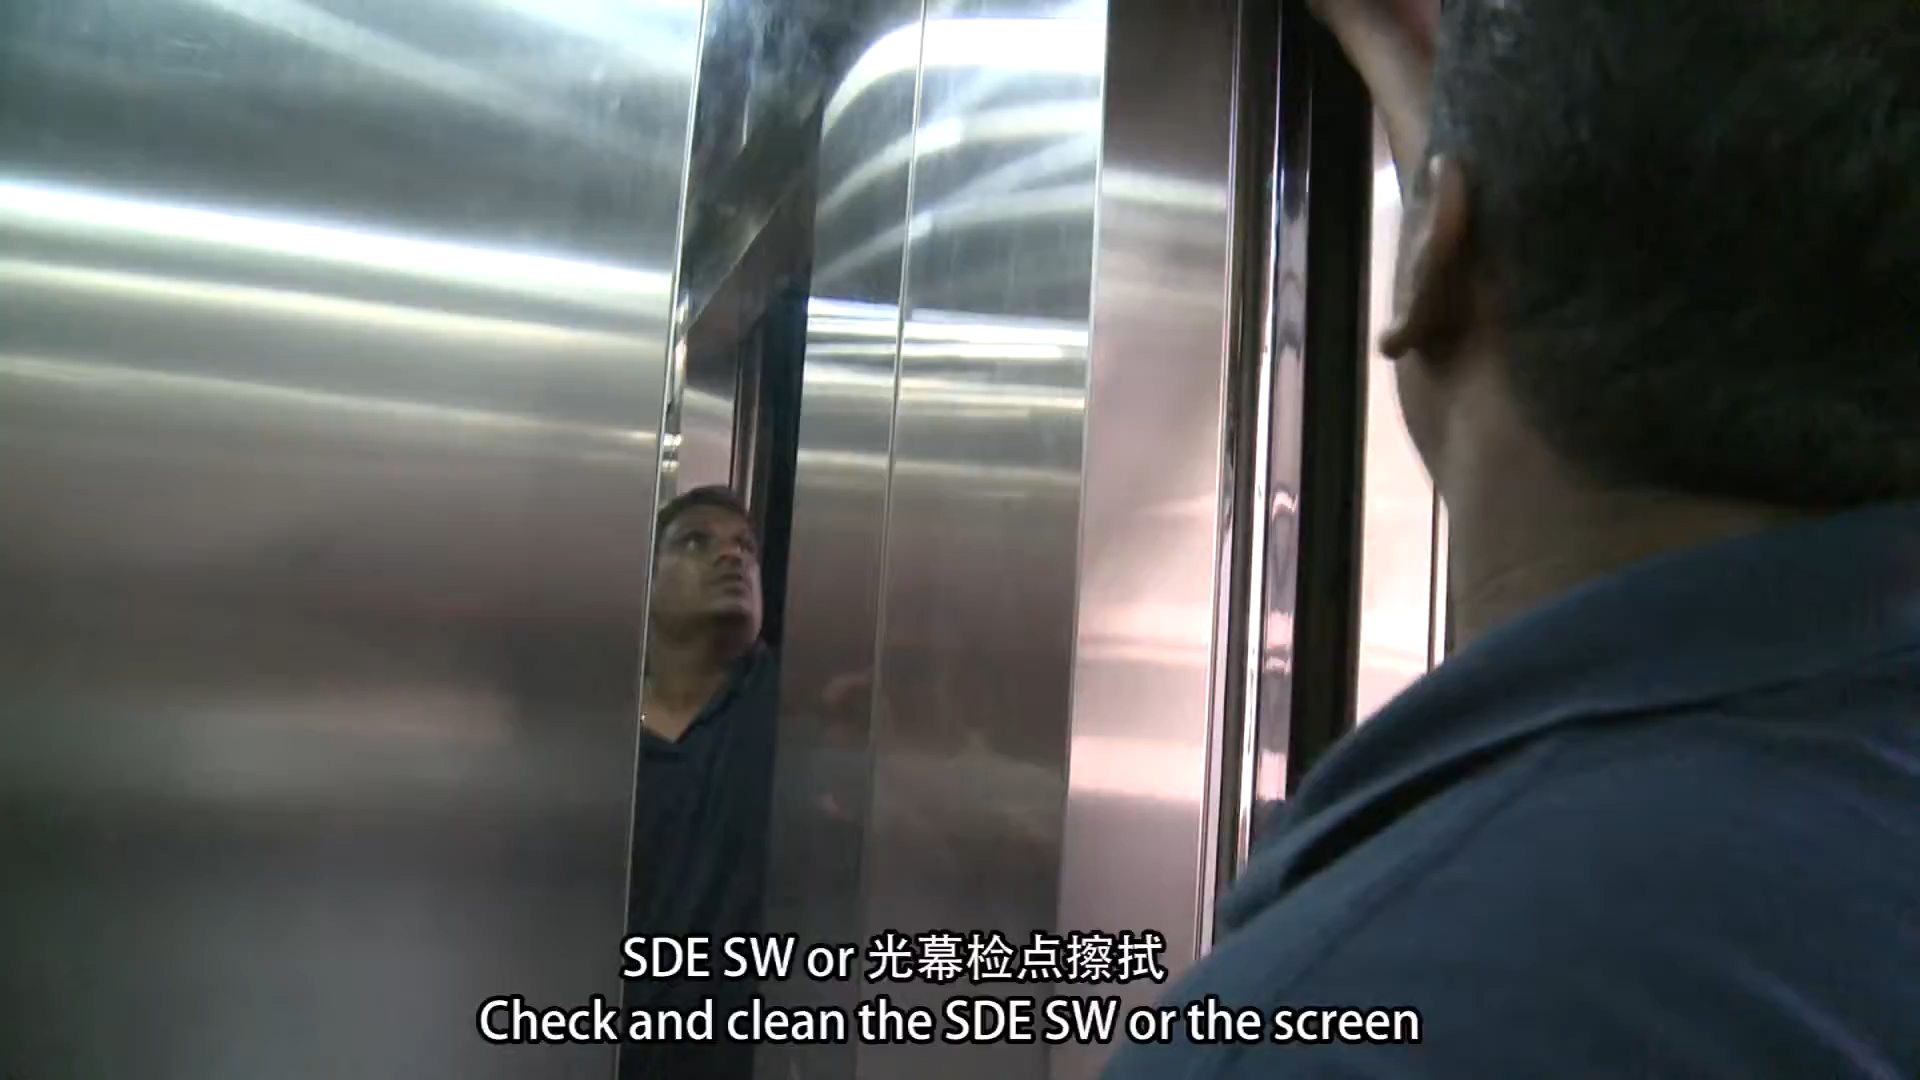 SDE SW or 光幕检点擦拭
Check and clean the SDE SW or the screen